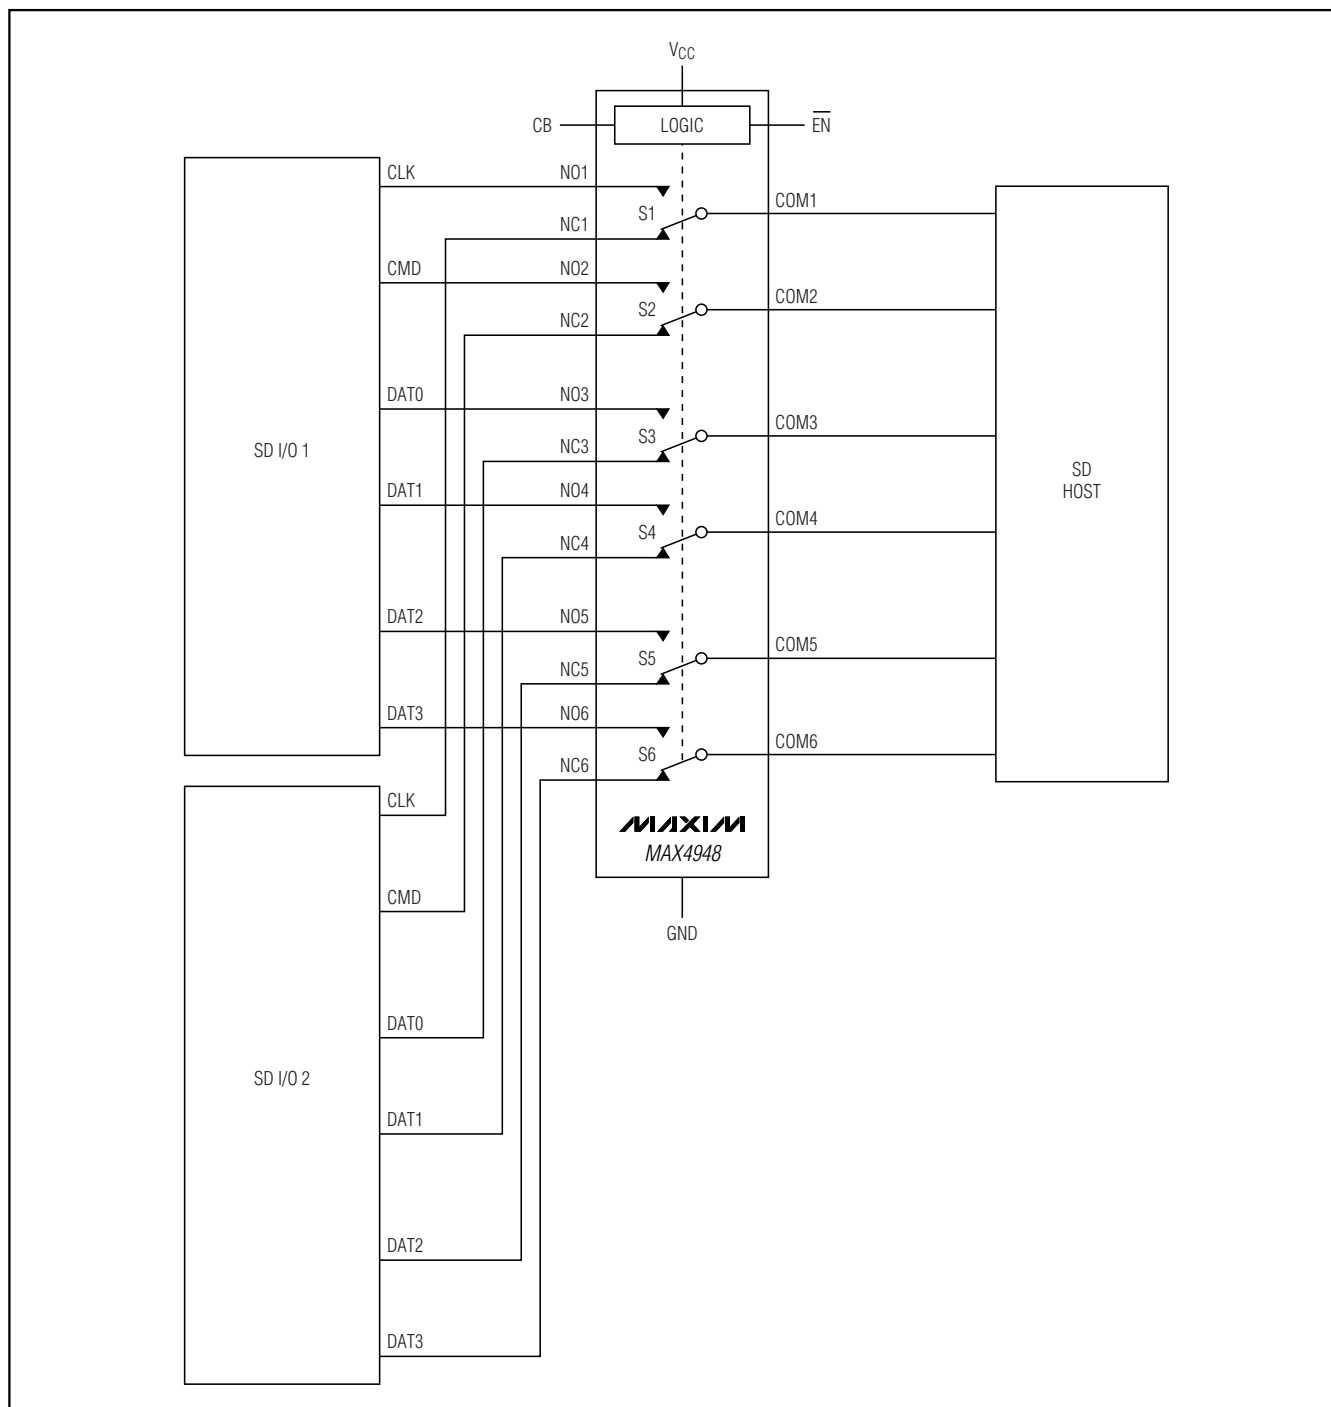 VCC
CB
LOGIC
EN
CLK
NO1
S1
COM1
NC1
CMD
NO2
S2
COM2
NC2
DAT0
NO3
S3
COM3
NC3
DAT1
NO4
S4
COM4
NC4
DAT2
NO5
S5
COM5
NC5
DAT3
NO6
S6
COM6
NC6
SD I/O 1
SD
HOST
MAXIM
MAX4948
GND
CLK
CMD
DAT0
SD I/O 2
DAT1
DAT2
DAT3